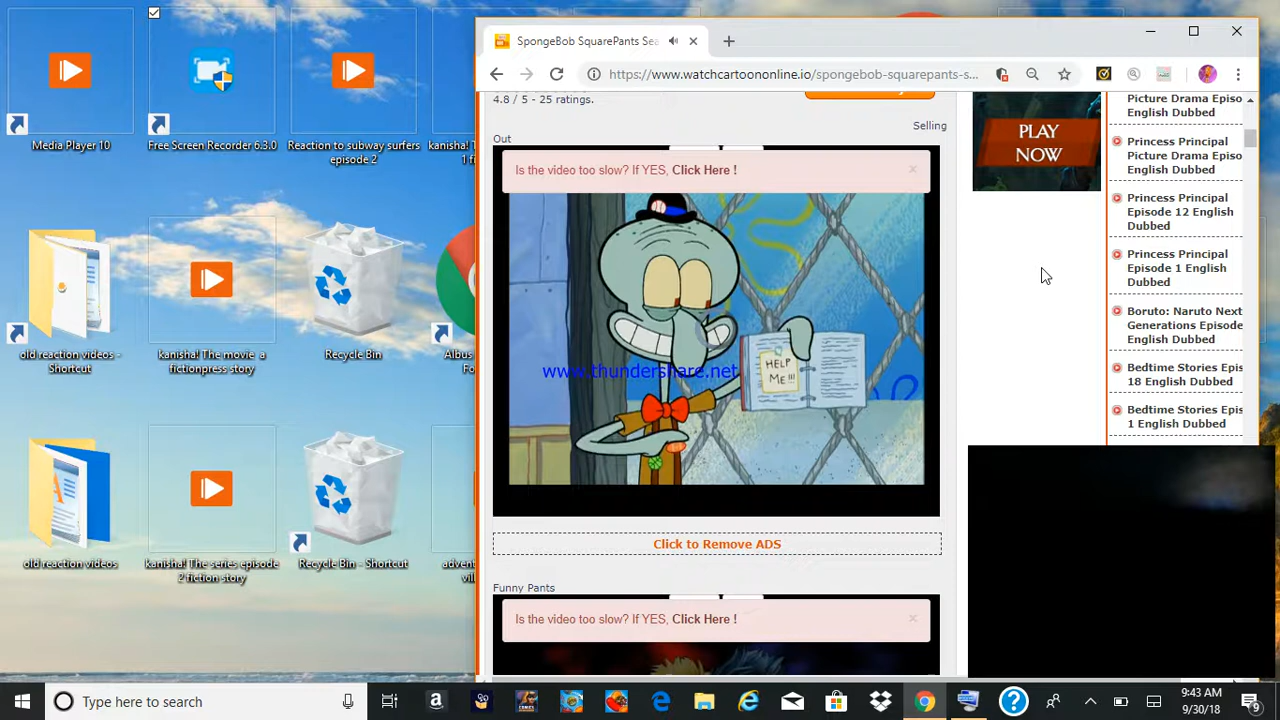 Media Player 10
Free Screen Recorder 6.3.0
Reaction to subway surfers
episode 2
old reaction videos -
Shortcut
kanisha! The movie a
fictionpress story
Recycle Bin
old reaction videos
kanisha! The series episode
2 fiction story
Recycle Bin - Shortcut
SpongeBob SquarePants Sea
https://www.watchcartoononline.io/spongebob-squarepants-s...
4.8 / 5 - 25 ratings.
Selling
Out
Is the video too slow? If YES, Click Here !
HELP
ME!!!
www.thundershare.net
Click to Remove ADS
Funny Pants
Is the video too slow? If YES, Click Here !
PLAY
NOW
Picture Drama Episo
English Dubbed
Princess Principal
Picture Drama Episo
English Dubbed
Princess Principal
Episode 12 English
Dubbed
Princess Principal
Episode 1 English
Dubbed
Boruto: Naruto Next
Generations Episode
English Dubbed
Bedtime Stories Epis
18 English Dubbed
Bedtime Stories Epis
1 English Dubbed
Type here to search
9:43 AM
9/30/18